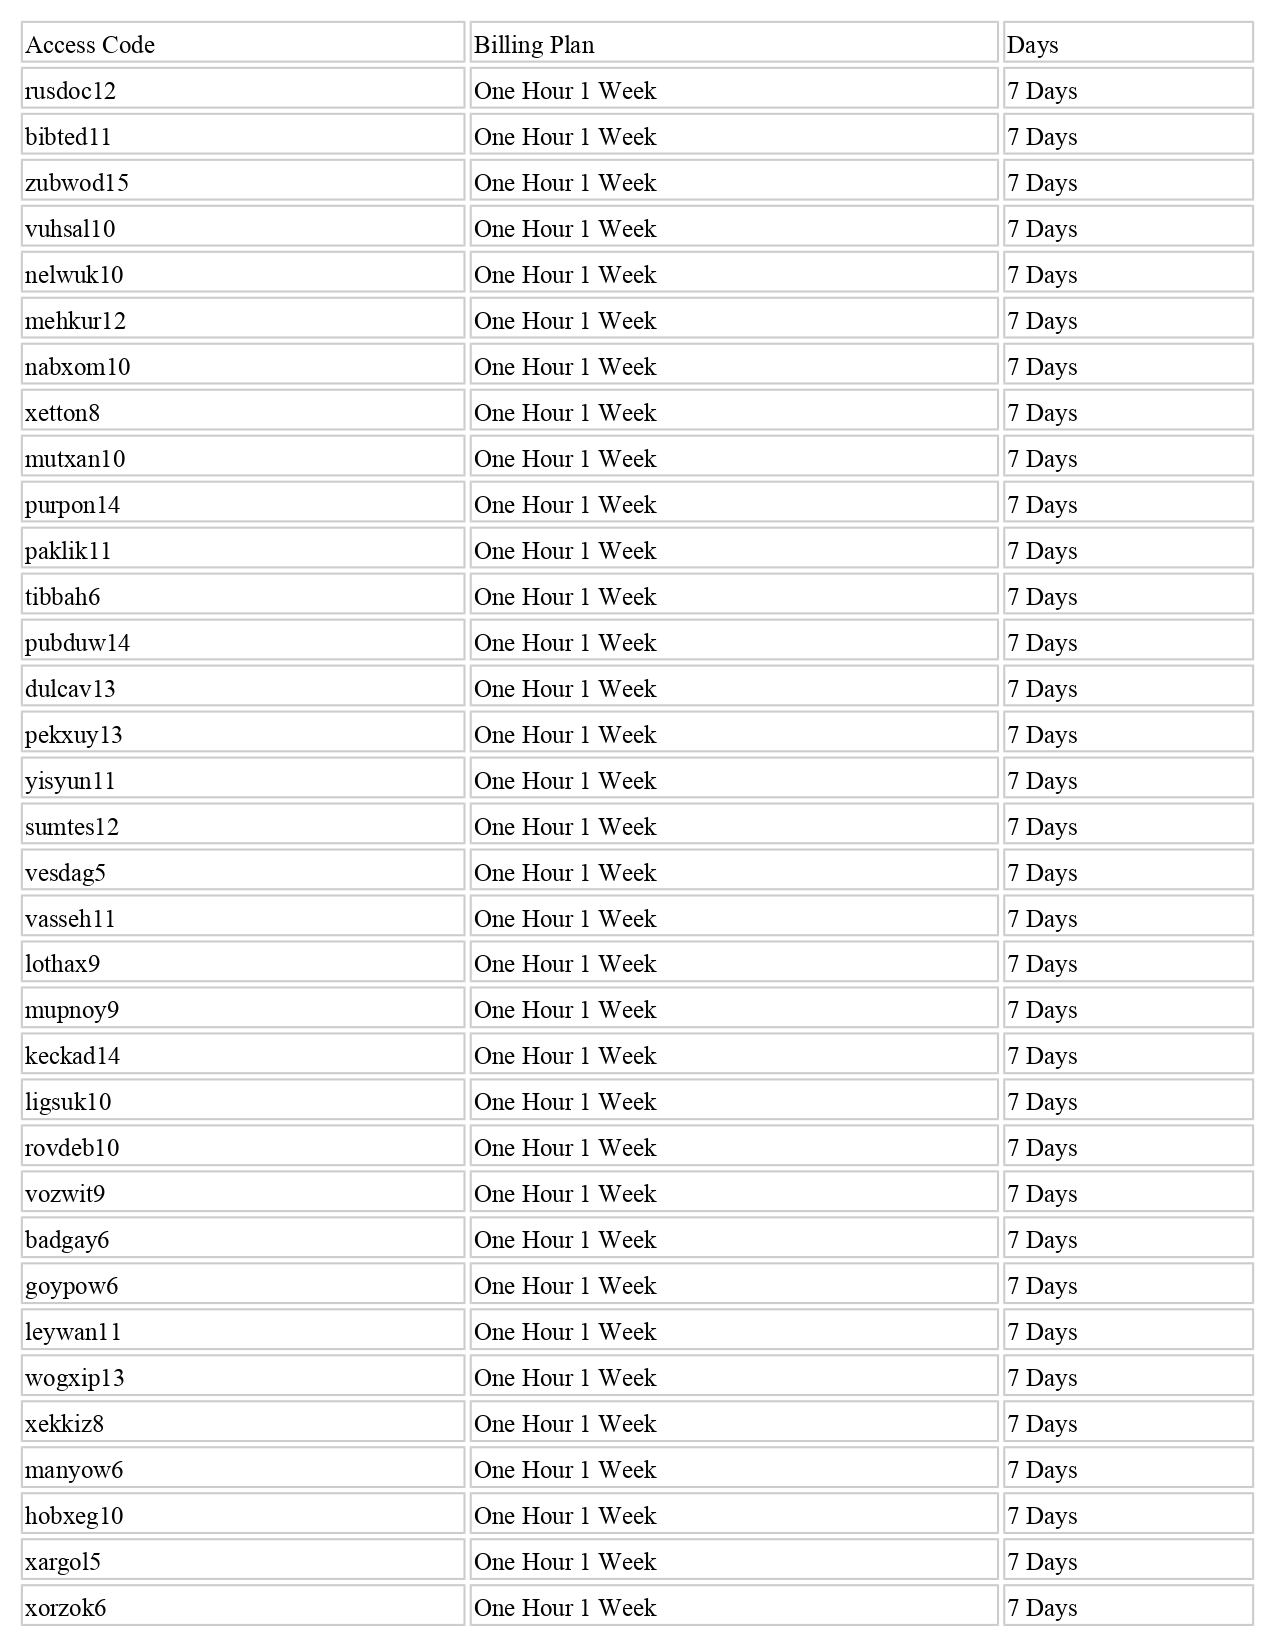 Access Code Billing Plan Days
rusdoc12 One Hour 1 Week 7 Days
bibted11 One Hour 1 Week 7 Days
zubwod15 One Hour 1 Week 7 Days
vuhsal10 One Hour 1 Week 7 Days
nelwuk10 One Hour 1 Week 7 Days
mehkur12 One Hour 1 Week 7 Days
nabxom10 One Hour 1 Week 7 Days
xetton8 One Hour 1 Week 7 Days
mutxan10 One Hour 1 Week 7 Days
purpon14 One Hour 1 Week 7 Days
paklik11 One Hour 1 Week 7 Days
tibbah6 One Hour 1 Week 7 Days
pubduw14 One Hour 1 Week 7 Days
dulcav13 One Hour 1 Week 7 Days
pekxuy13 One Hour 1 Week 7 Days
yisyun11 One Hour 1 Week 7 Days
sumtes12 One Hour 1 Week 7 Days
vesdag5 One Hour 1 Week 7 Days
vasseh11 One Hour 1 Week 7 Days
lothax9 One Hour 1 Week 7 Days
mupnoy9 One Hour 1 Week 7 Days
keckad14 One Hour 1 Week 7 Days
ligsuk10 One Hour 1 Week 7 Days
rovdeb10 One Hour 1 Week 7 Days
vozwit9 One Hour 1 Week 7 Days
badgay6 One Hour 1 Week 7 Days
goypow6 One Hour 1 Week 7 Days
leywan11 One Hour 1 Week 7 Days
wogxip13 One Hour 1 Week 7 Days
xekkiz8 One Hour 1 Week 7 Days
manyow6 One Hour 1 Week 7 Days
hobxeg10 One Hour 1 Week 7 Days
xargol5 One Hour 1 Week 7 Days
xorzok6 One Hour 1 Week 7 Days